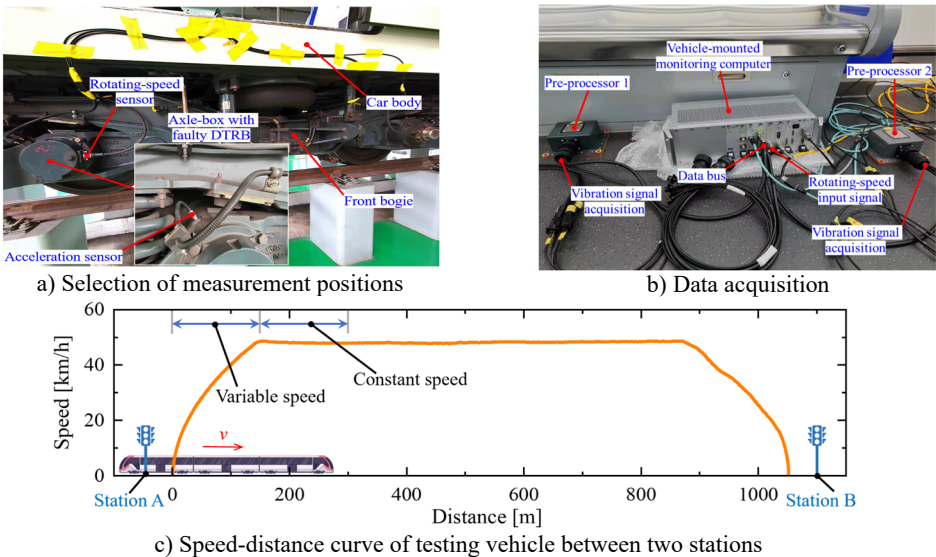 Rotating-speed
sensor
Axle-box with
faulty DTRB
Car body
Front bogie
Acceleration sensor
a) Selection of measurement positions
Vehicle-mounted
monitoring computer
Pre-processor 1
Pre-processor 2
Data bus
Rotating-speed
input signal
Vibration signal
acquisition
Vibration signal
acquisition
b) Data acquisition
60
40
20
0
Speed [km/h]
Variable speed
Constant speed
v
Station A
Station B
0
200
400
600
800
1000
Distance [m]
c) Speed-distance curve of testing vehicle between two stations